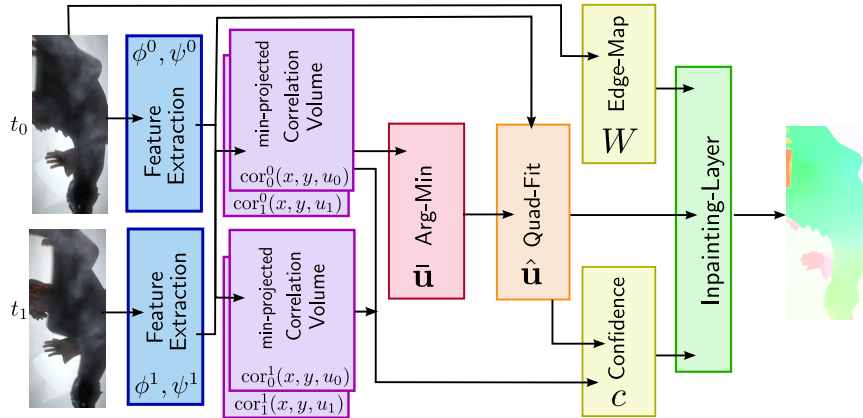 t₀
ϕ⁰, ψ⁰
Feature
Extraction
min-projected
Correlation
Volume
cor₀⁰(x, y, u₀)
cor₁⁰(x, y, u₁)
Arg-Min
ū
Quad-Fit
û
Edge-Map
W
Inpainting-Layer
t₁
Feature
Extraction
ϕ¹, ψ¹
min-projected
Correlation
Volume
cor₀¹(x, y, u₀)
cor₁¹(x, y, u₁)
Confidence
c